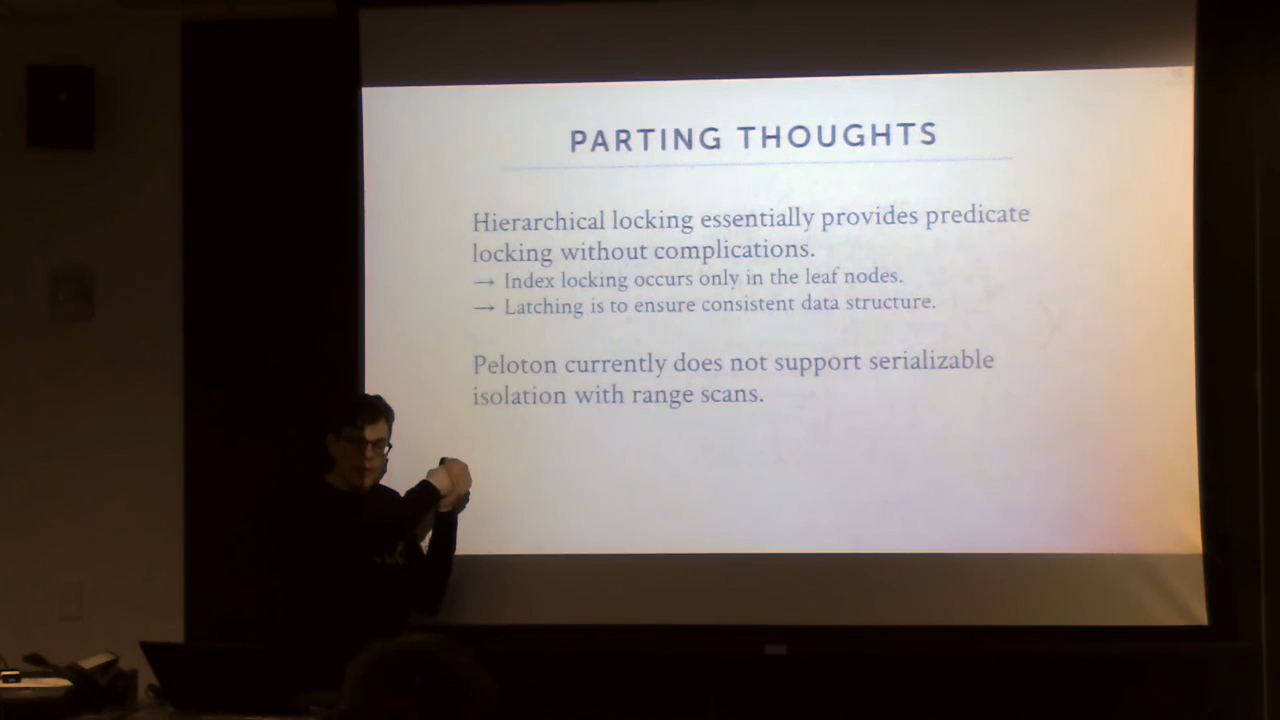 PARTING THOUGHTS
Hierarchical locking essentially provides predicate
locking without complications.
→ Index locking occurs only in the leaf nodes.
→ Latching is to ensure consistent data structure.
Peloton currently does not support serializable
isolation with range scans.